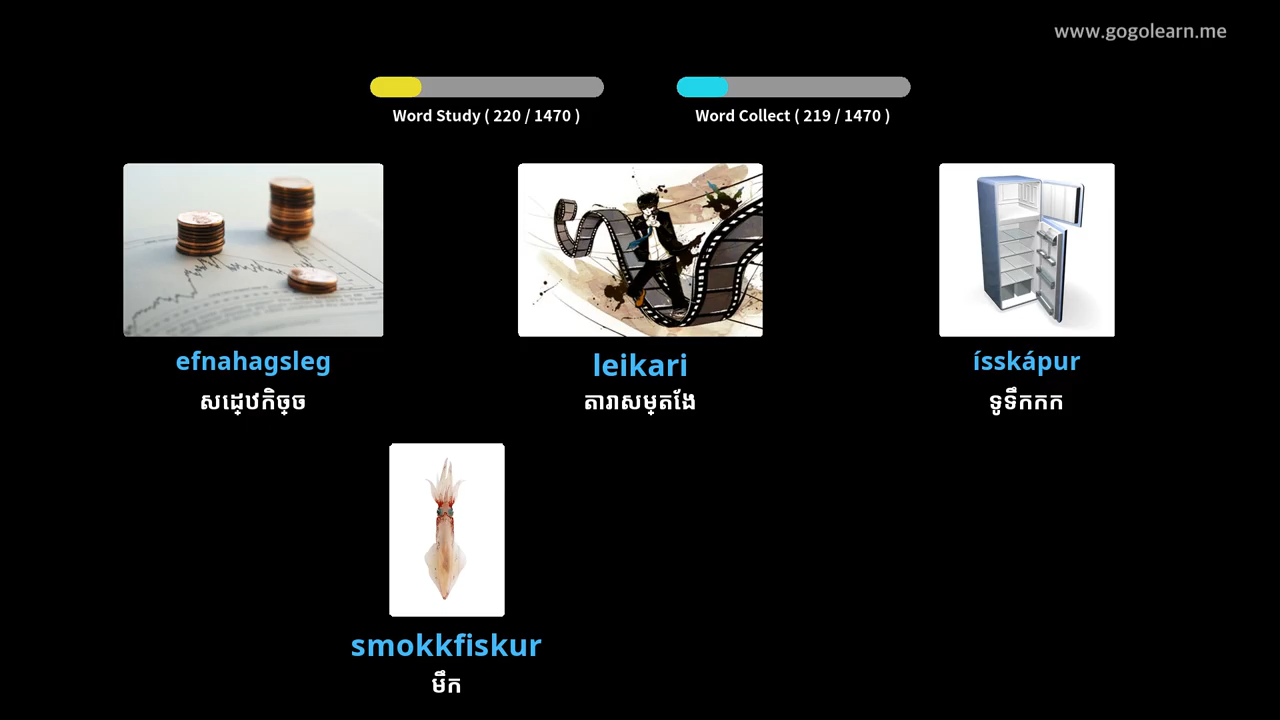 www.gogolearn.me
Word Study ( 220 / 1470 )
Word Collect ( 219 / 1470 )
efnahagsleg
leikari
ísskápur
សេដ្ឋកិច្ច
តារាសម្តែង
ទូទឹកកក
smokkfiskur
មឹក